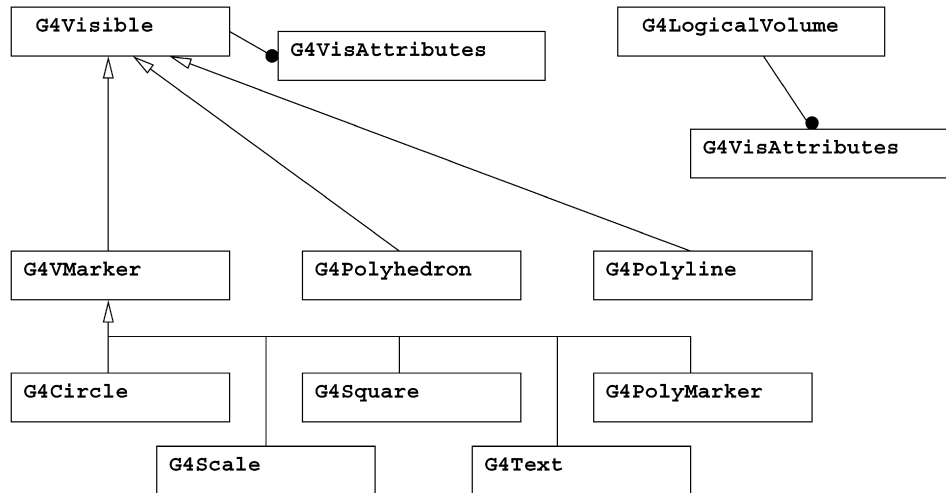 G4Visible
G4LogicalVolume
G4VisAttributes
G4VisAttributes
G4VMarker
G4Polyhedron
G4Polyline
G4Circle
G4Square
G4PolyMarker
G4Scale
G4Text